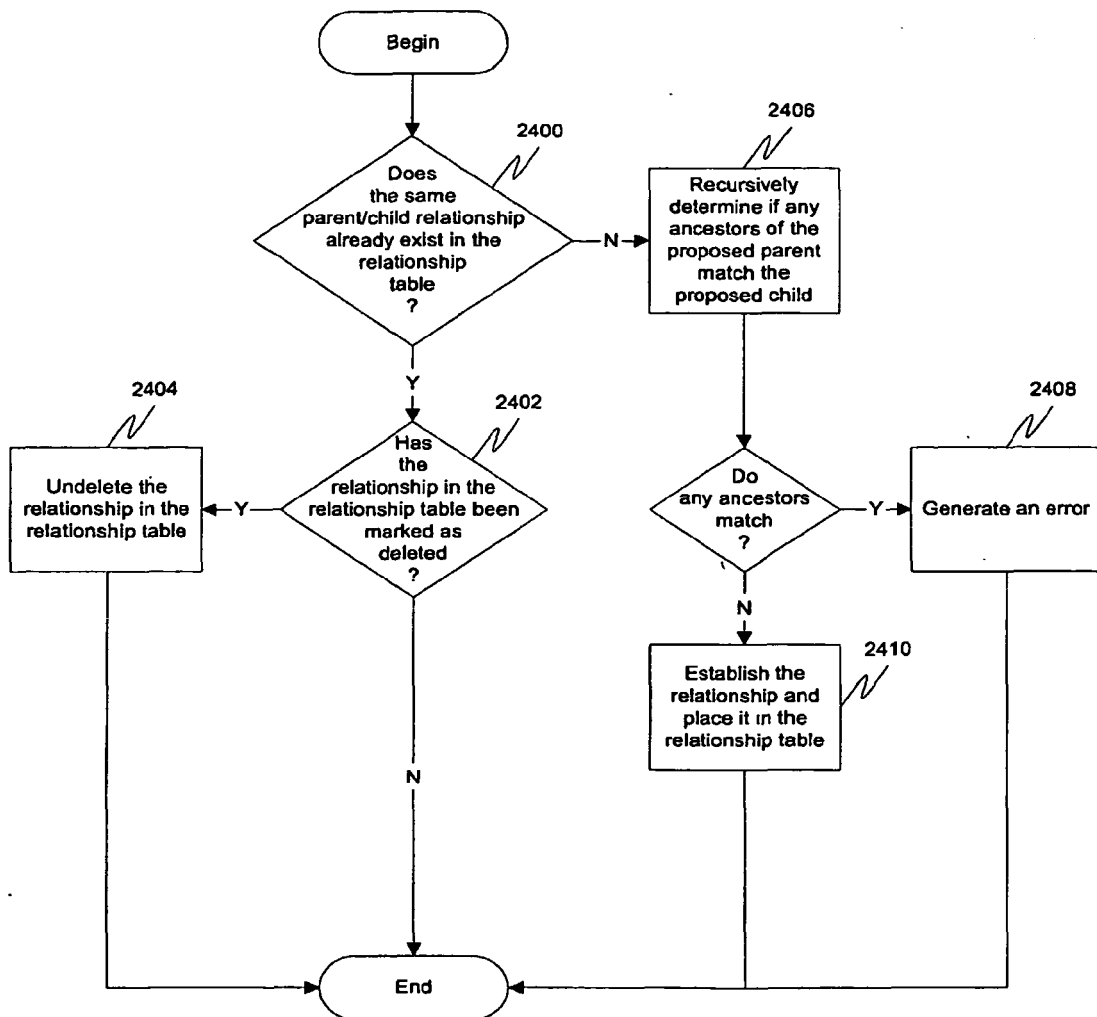 Begin
2400
Does
the same
parent/child relationship
already exist in the
relationship
table
?
N
2406
Recursively
determine if any
ancestors of the
proposed parent
match the
proposed child
Y
2404
Undelete the
relationship in the
relationship table
Y
2402
Has
the
relationship in the
relationship table been
marked as
deleted
?
N
Do
any ancestors
match
?
Y
2408
Generate an error
N
2410
Establish the
relationship and
place it in the
relationship table
End